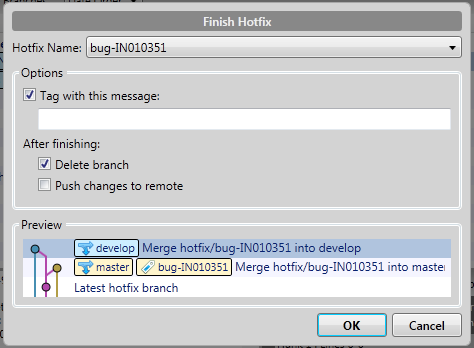 Finish Hotfix
Hotfix Name: bug-IN010351
Options
Tag with this message:
After finishing:
Delete branch
Push changes to remote
Preview
develop Merge hotfix/bug-IN010351 into develop
master bug-IN010351 Merge hotfix/bug-IN010351 into master
Latest hotfix branch
OK Cancel